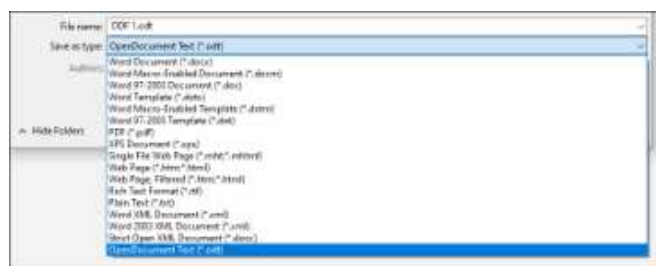 File name: ODF 1.odt
Save as type: OpenDocument Text (*.odt)
Authors:
Word Document (*.docx)
Word Macro-Enabled Document (*.docm)
Word 97-2003 Document (*.doc)
Word Template (*.dotx)
Word Macro-Enabled Template (*.dotm)
Word 97-2003 Template (*.dot)
PDF (*.pdf)
XPS Document (*.xps)
Single File Web Page (*.mht;*.mhtml)
Web Page (*.htm;*.html)
Web Page, Filtered (*.htm;*.html)
Rich Text Format (*.rtf)
Plain Text (*.txt)
Word XML Document (*.xml)
Word 2003 XML Document (*.xml)
Strict Open XML Document (*.docx)
OpenDocument Text (*.odt)
Hide Folders